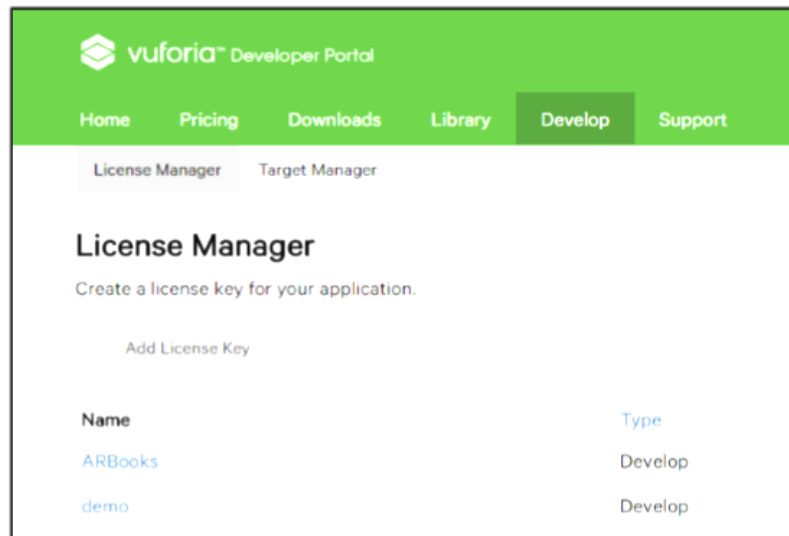 vuforia™ Developer Portal
Home Pricing Downloads Library Develop Support
License Manager Target Manager
License Manager
Create a license key for your application.
Add License Key
Name Type
ARBooks Develop
demo Develop